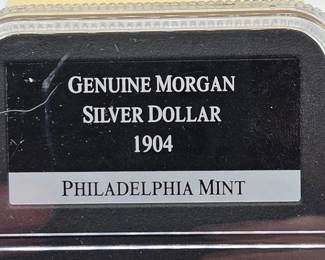 GENUINE MORGAN
SILVER DOLLAR
1904
PHILADELPHIA MINT